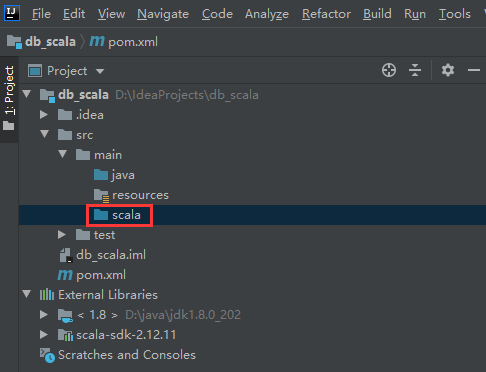 IJ File Edit View Navigate Code Analyze Refactor Build Run Tools
db_scala pom.xml
1: Project
Project
db_scala D:\IdeaProjects\db_scala
.idea
src
main
java
resources
scala
test
db_scala.iml
pom.xml
External Libraries
< 1.8 > D:\java\jdk1.8.0_202
scala-sdk-2.12.11
Scratches and Consoles